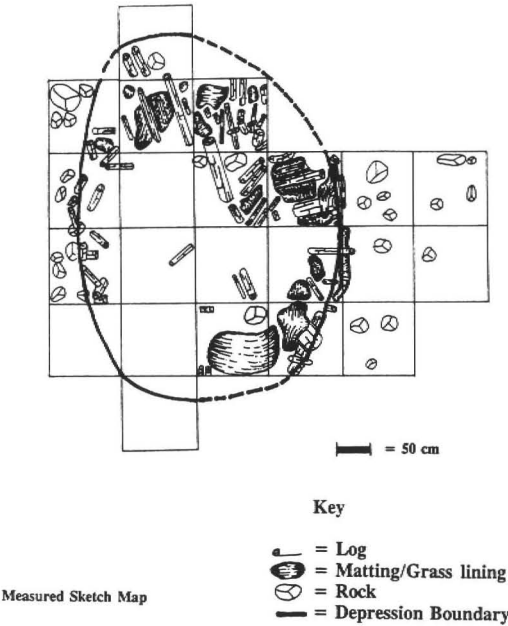 = 50 cm
Key
= Log
= Matting/Grass lining
= Rock
= Depression Boundary
Measured Sketch Map